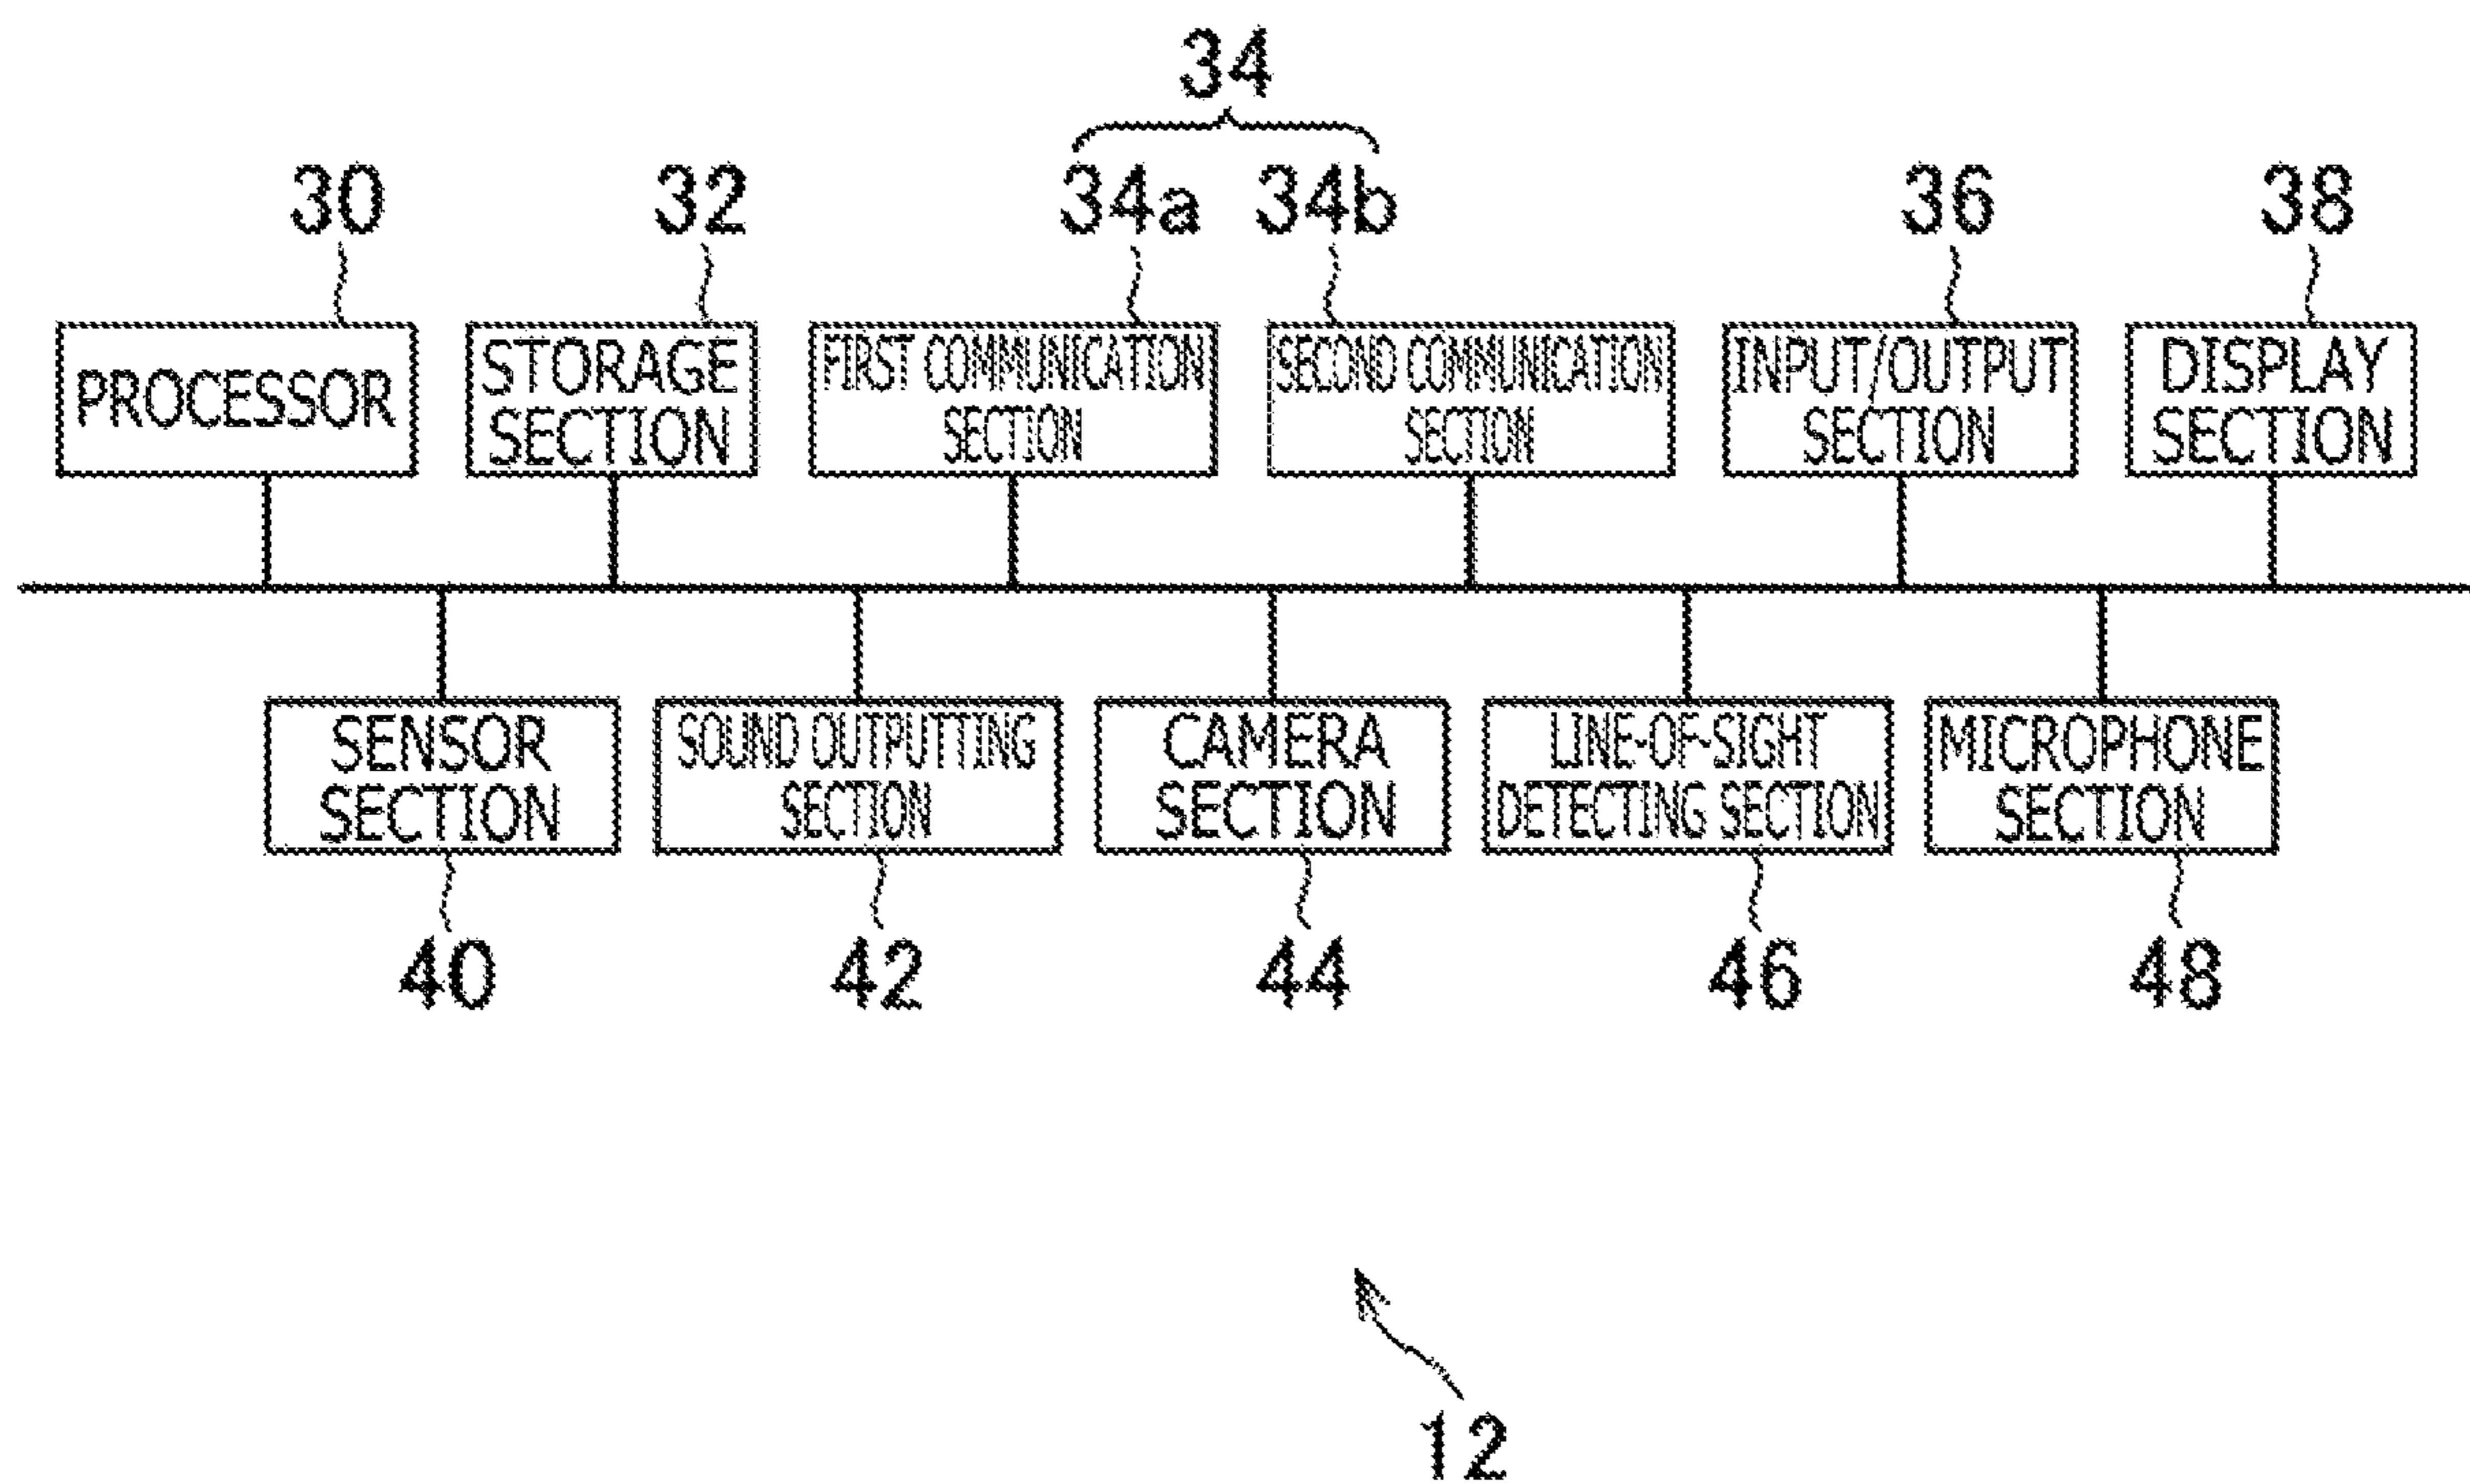 34
30 32 34a 34b 36 38
PROCESSOR
STORAGE
SECTION
FIRST COMMUNICATION
SECTION
SECOND COMMUNICATION
SECTION
INPUT/OUTPUT
SECTION
DISPLAY
SECTION
SENSOR
SECTION
SOUND OUTPUTTING
SECTION
CAMERA
SECTION
LINE-OF-SIGHT
DETECTING SECTION
MICROPHONE
SECTION
40 42 44 46 48
12